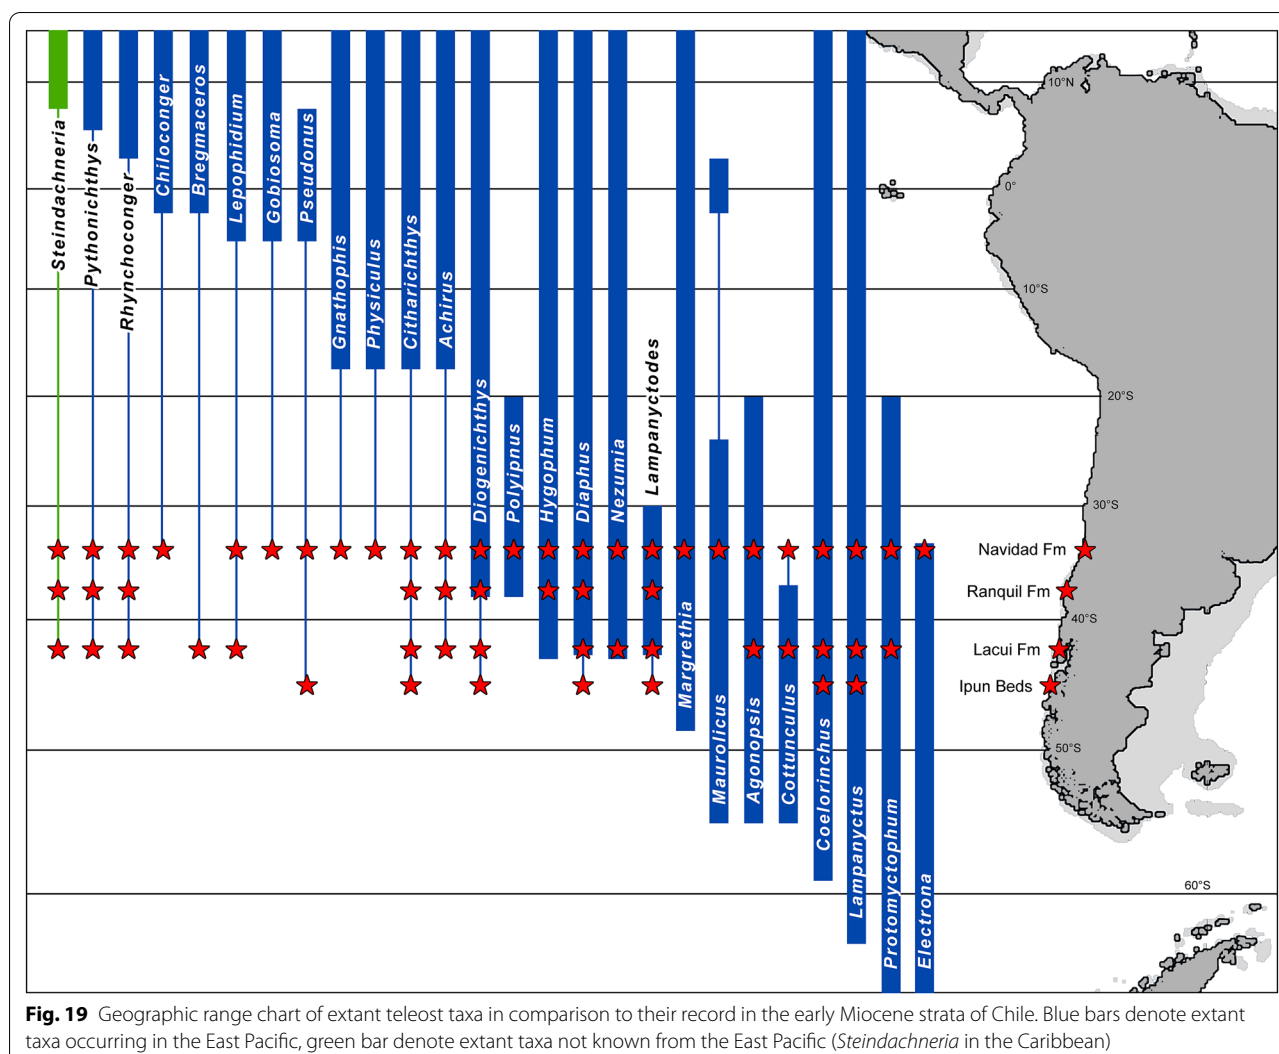 Steindachneria
Pythonichthys
Rhynchoconger
Chiloconger
Bregmaceros
Lepophidium
Gobiosoma
Pseudonus
Gnathophis
Physiculus
Citharichthys
Achirus
Diogenichthys
Polyipnus
Hygophum
Diaphus
Nezumia
Lampanyctodes
Margrethia
Maurolicus
Agonopsis
Cottunculus
Coelorinchus
Lampanyctus
Protomyctophum
Electrona
10°N
0°
10°S
20°S
30°S
Navidad Fm
Ranquil Fm
40°S
Lacui Fm
Ipun Beds
50°S
60°S
Fig. 19 Geographic range chart of extant teleost taxa in comparison to their record in the early Miocene strata of Chile. Blue bars denote extant
taxa occurring in the East Pacific, green bar denote extant taxa not known from the East Pacific (Steindachneria in the Caribbean)